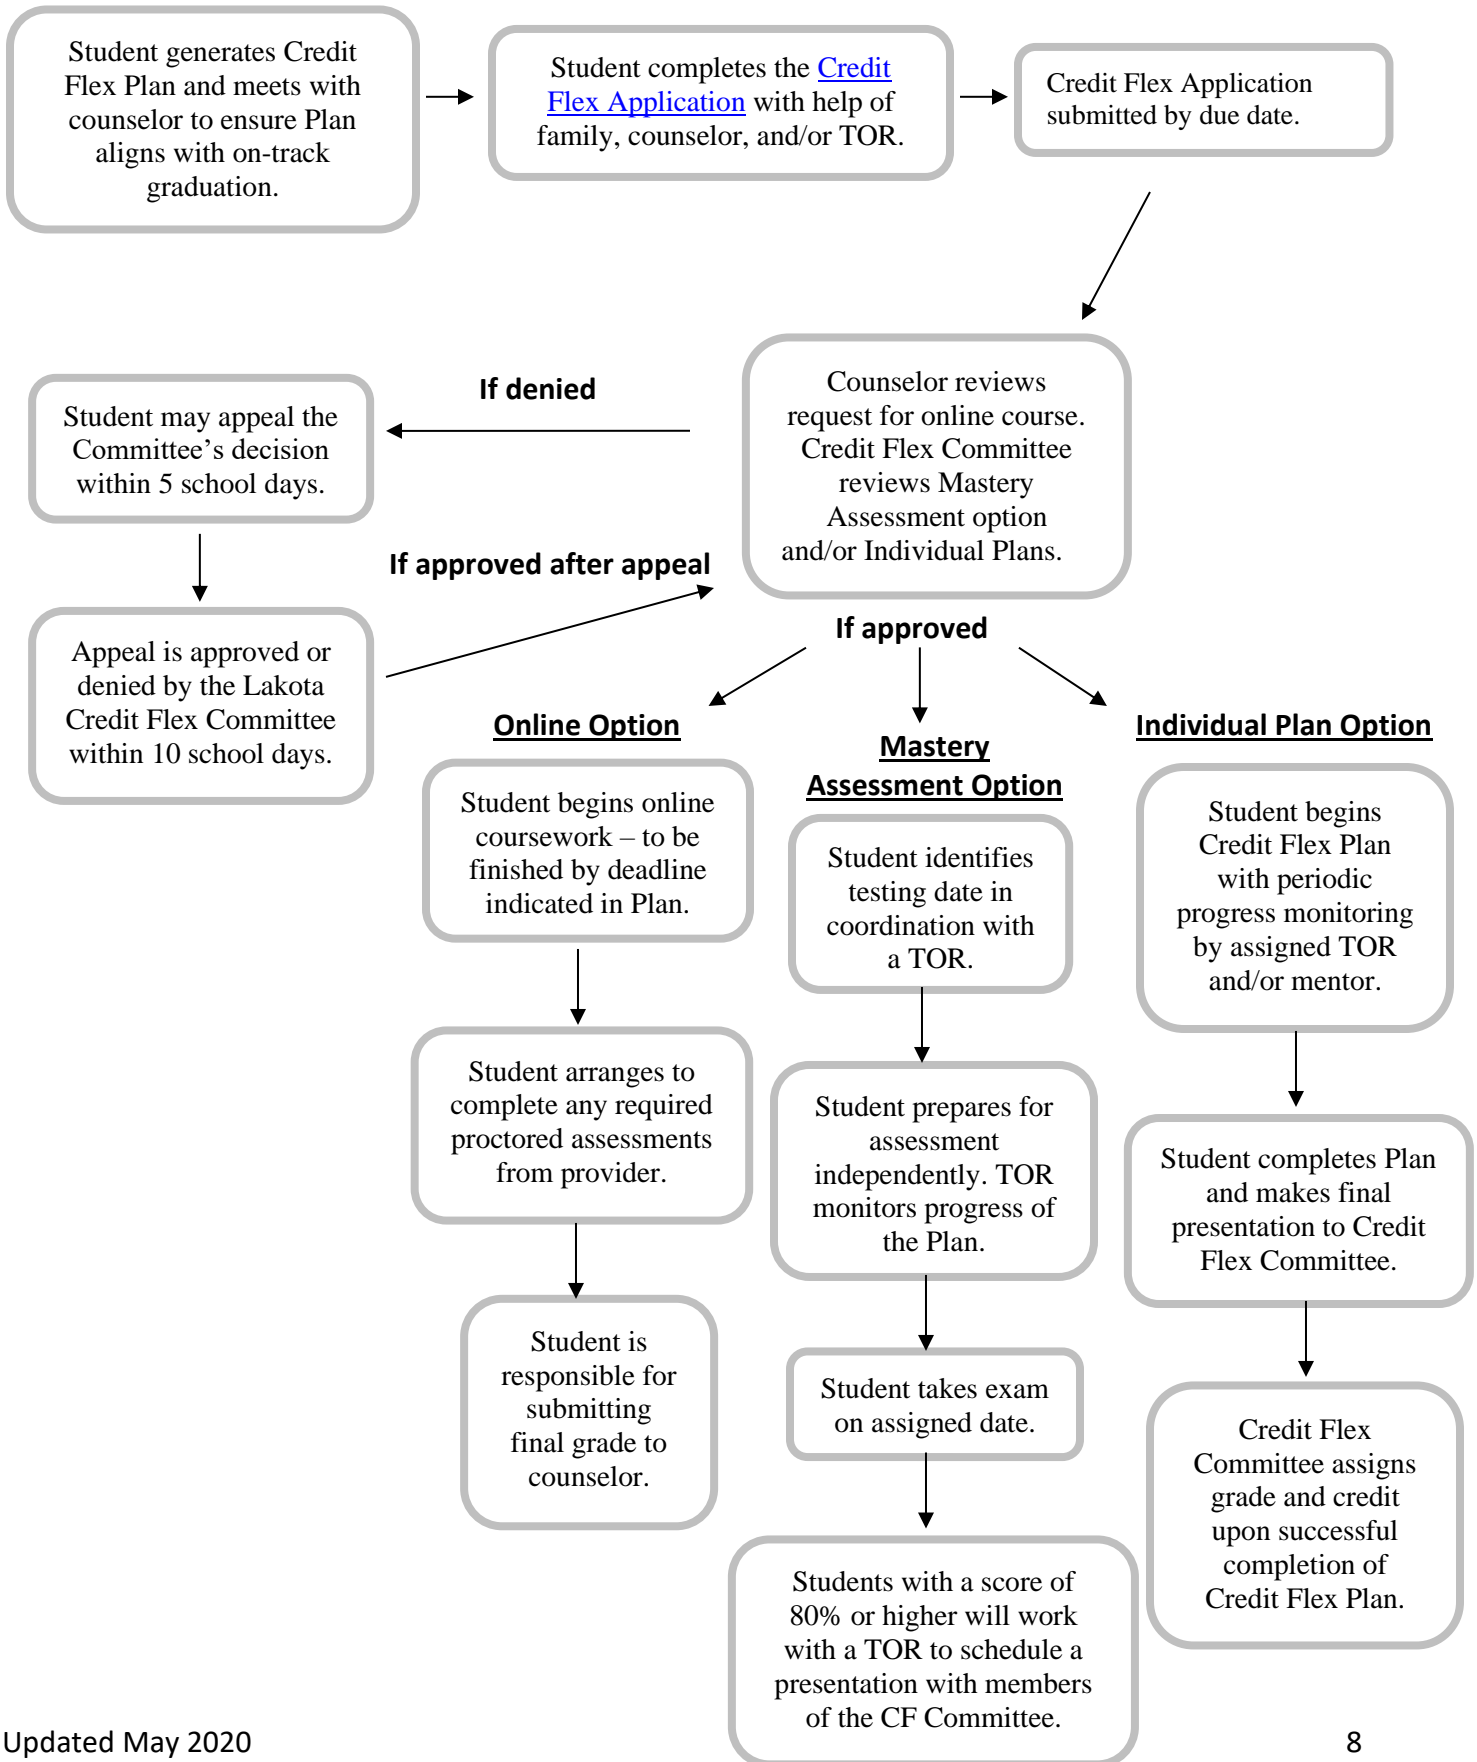 Student generates Credit
Flex Plan and meets with
counselor to ensure Plan
aligns with on-track
graduation.
Student completes the Credit
Flex Application with help of
family, counselor, and/or TOR.
Credit Flex Application
submitted by due date.
Counselor reviews
request for online course.
Credit Flex Committee
reviews Mastery
Assessment option
and/or Individual Plans.
If denied
Student may appeal the
Committee’s decision
within 5 school days.
If approved after appeal
Appeal is approved or
denied by the Lakota
Credit Flex Committee
within 10 school days.
If approved
Online Option
Student begins online
coursework – to be
finished by deadline
indicated in Plan.
Student arranges to
complete any required
proctored assessments
from provider.
Student is
responsible for
submitting
final grade to
counselor.
Mastery
Assessment Option
Student identifies
testing date in
coordination with
a TOR.
Student prepares for
assessment
independently. TOR
monitors progress of
the Plan.
Student takes exam
on assigned date.
Students with a score of
80% or higher will work
with a TOR to schedule a
presentation with members
of the CF Committee.
Individual Plan Option
Student begins
Credit Flex Plan
with periodic
progress monitoring
by assigned TOR
and/or mentor.
Student completes Plan
and makes final
presentation to Credit
Flex Committee.
Credit Flex
Committee assigns
grade and credit
upon successful
completion of
Credit Flex Plan.
Updated May 2020
8